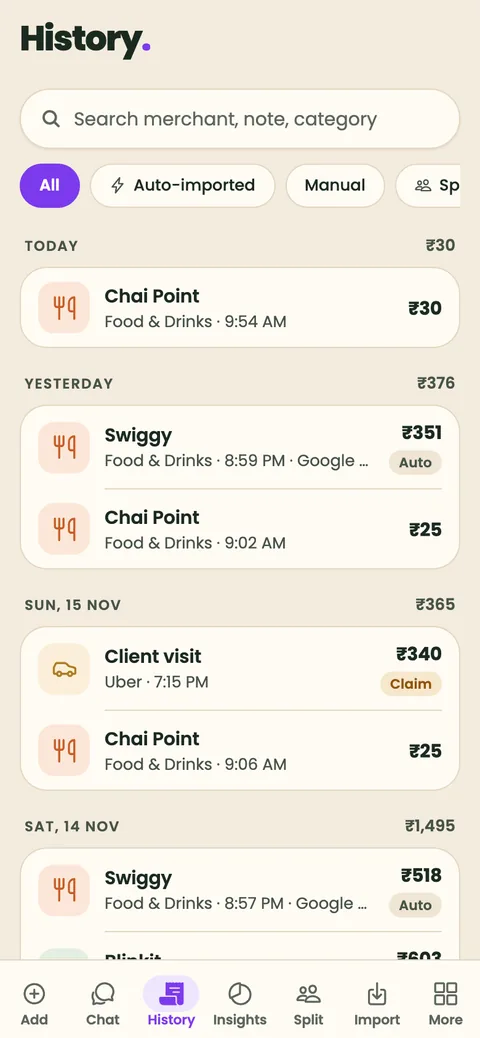 History.
Search merchant, note, category
All
Auto-imported
Manual
Sp
TODAY ₹30
Chai Point
Food & Drinks · 9:54 AM
₹30
YESTERDAY ₹376
Swiggy
Food & Drinks · 8:59 PM · Google ...
₹351
Auto
Chai Point
Food & Drinks · 9:02 AM
₹25
SUN, 15 NOV ₹365
Client visit
Uber · 7:15 PM
₹340
Claim
Chai Point
Food & Drinks · 9:06 AM
₹25
SAT, 14 NOV ₹1,495
Swiggy
Food & Drinks · 8:57 PM · Google ...
₹518
Auto
Blinkit
₹603
Add
Chat
History
Insights
Split
Import
More